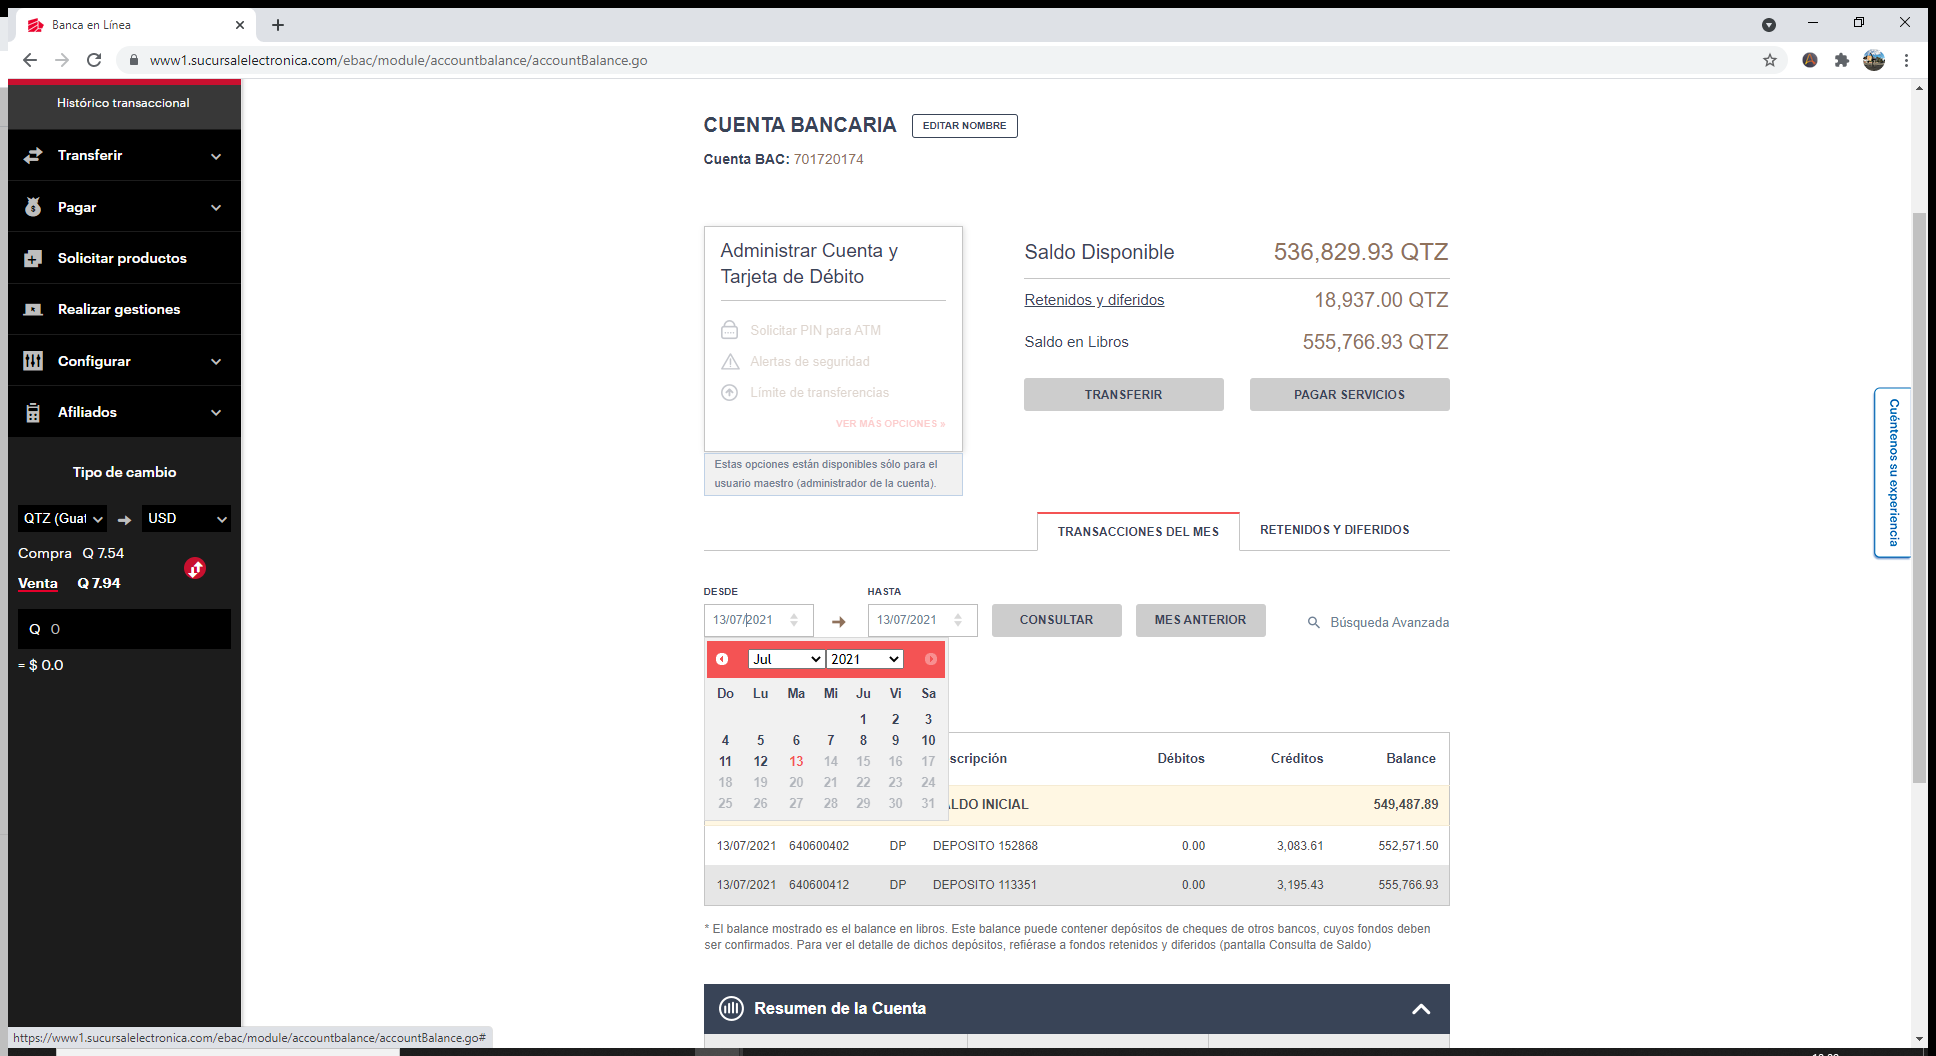 Banca en Línea
www1.sucursalelectronica.com/ebac/module/accountbalance/accountBalance.go
Histórico transaccional
Transferir
Pagar
Solicitar productos
Realizar gestiones
Configurar
Afiliados
Tipo de cambio
QTZ (Guat
USD
Compra Q 7.54
Venta Q 7.94
Q 0
= $ 0.0
CUENTA BANCARIA
EDITAR NOMBRE
Cuenta BAC: 701720174
Administrar Cuenta y
Tarjeta de Débito
Solicitar PIN para ATM
Alertas de seguridad
Límite de transferencias
VER MÁS OPCIONES »
Estas opciones están disponibles sólo para el
usuario maestro (administrador de la cuenta).
Saldo Disponible 536,829.93 QTZ
Retenidos y diferidos 18,937.00 QTZ
Saldo en Libros 555,766.93 QTZ
TRANSFERIR PAGAR SERVICIOS
Cuéntenos su experiencia
TRANSACCIONES DEL MES RETENIDOS Y DIFERIDOS
DESDE HASTA
13/07/2021 13/07/2021 CONSULTAR MES ANTERIOR Búsqueda Avanzada
Jul 2021
Do Lu Ma Mi Ju Vi Sa
1 2 3
4 5 6 7 8 9 10
11 12 13 14 15 16 17
18 19 20 21 22 23 24
25 26 27 28 29 30 31
scripción Débitos Créditos Balance
LDO INICIAL 549,487.89
13/07/2021 640600402 DP DEPOSITO 152868 0.00 3,083.61 552,571.50
13/07/2021 640600412 DP DEPOSITO 113351 0.00 3,195.43 555,766.93
* El balance mostrado es el balance en libros. Este balance puede contener depósitos de cheques de otros bancos, cuyos fondos deben
ser confirmados. Para ver el detalle de dichos depósitos, refiérase a fondos retenidos y diferidos (pantalla Consulta de Saldo)
Resumen de la Cuenta
https://www1.sucursalelectronica.com/ebac/module/accountbalance/accountBalance.go#